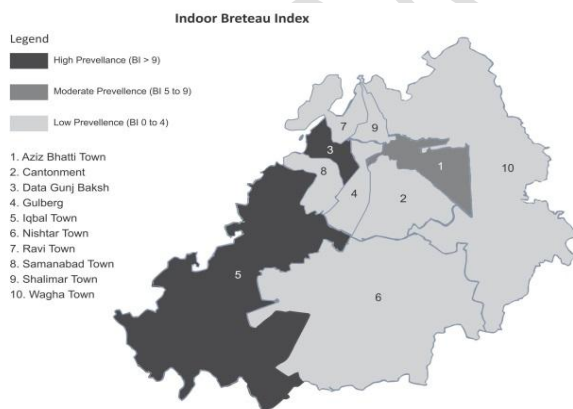 Indoor Breteau Index
Legend
High Prevellance (BI > 9)
Moderate Prevellence (BI 5 to 9)
Low Prevellence (BI 0 to 4)
1. Aziz Bhatti Town
2. Cantonment
3. Data Gunj Baksh
4. Gulberg
5. Iqbal Town
6. Nishtar Town
7. Ravi Town
8. Samanabad Town
9. Shalimar Town
10. Wagha Town
7
9
3
1
8
10
4
2
5
6